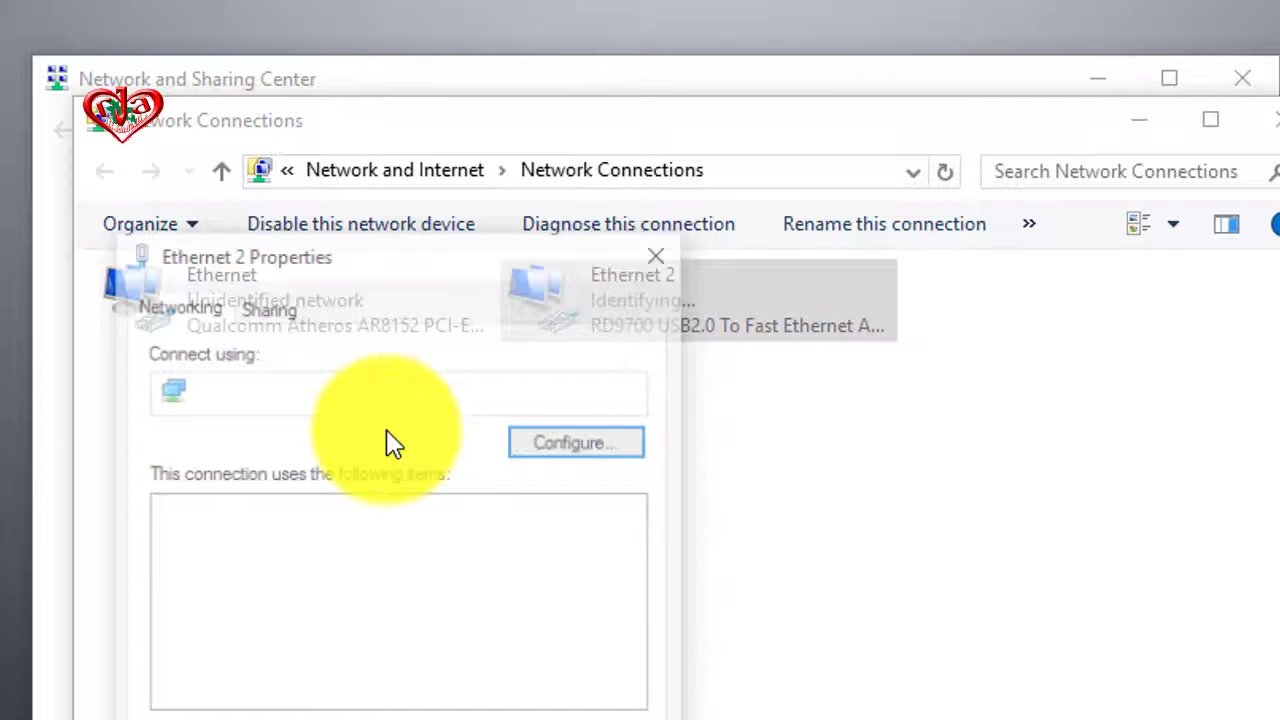 Network and Sharing Center
work Connections
« Network and Internet > Network Connections
Search Network Connections
Organize
Disable this network device
Diagnose this connection
Rename this connection
»
Ethernet 2 Properties
Ethernet
Unidentified network
Qualcomm Atheros AR8152 PCI-E...
Ethernet 2
Identifying...
RD9700 USB2.0 To Fast Ethernet A...
Networking
Sharing
Connect using:
Configure...
This connection uses the following items: